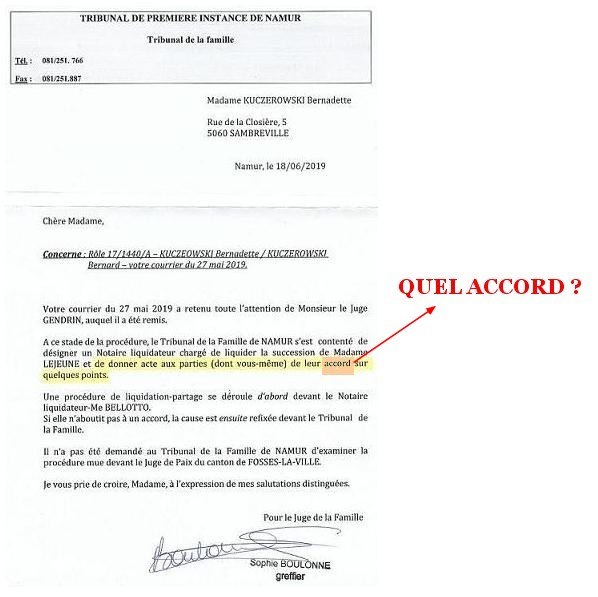 TRIBUNAL DE PREMIERE INSTANCE DE NAMUR
Tribunal de la famille
Tél. : 081/251. 766
Fax : 081/251.887
Madame KUCZEROWSKI Bernadette
Rue de la Closière, 5
5060 SAMBREVILLE
Namur, le 18/06/2019
Chère Madame,
Concerne : Rôle 17/1440/A – KUCZEOWSKI Bernadette / KUCZEROWSKI
Bernard – votre courrier du 27 mai 2019.
QUEL ACCORD ?
Votre courrier du 27 mai 2019 a retenu toute l'attention de Monsieur le Juge
GENDRIN, auquel il a été remis.
A ce stade de la procédure, le Tribunal de la Famille de NAMUR s'est contenté de
désigner un Notaire liquidateur chargé de liquider la succession de Madame
LEJEUNE et de donner acte aux parties (dont vous-même) de leur accord sur
quelques points.
Une procédure de liquidation-partage se déroule d'abord devant le Notaire
liquidateur-Me BELLOTTO.
Si elle n'aboutit pas à un accord, la cause est ensuite refixée devant le Tribunal de
la Famille.
Il n'a pas été demandé au Tribunal de la Famille de NAMUR d'examiner la
procédure mue devant le Juge de Paix du canton de FOSSES-LA-VILLE.
Je vous prie de croire, Madame, à l'expression de mes salutations distinguées.
Pour le Juge de la Famille
Sophie BOULONNE
greffier